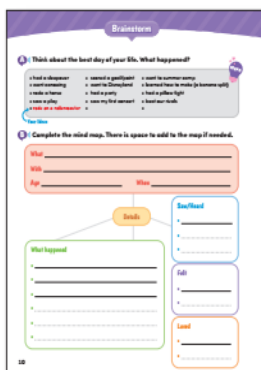 Brainstorm
A Think about the best day of your life. What happened?
had a sleepover
scored a goal/point
went to summer camp
went camping
went to Disneyland
learned how to make (a banana split)
rode a horse
had a party
had a pillow fight
saw a play
saw my first concert
beat our rivals
rode on a rollercoaster
Your Ideas
B Complete the mind map. There is space to add to the map if needed.
What
With
Age
When
Details
See/Heard
What happened
Felt
10